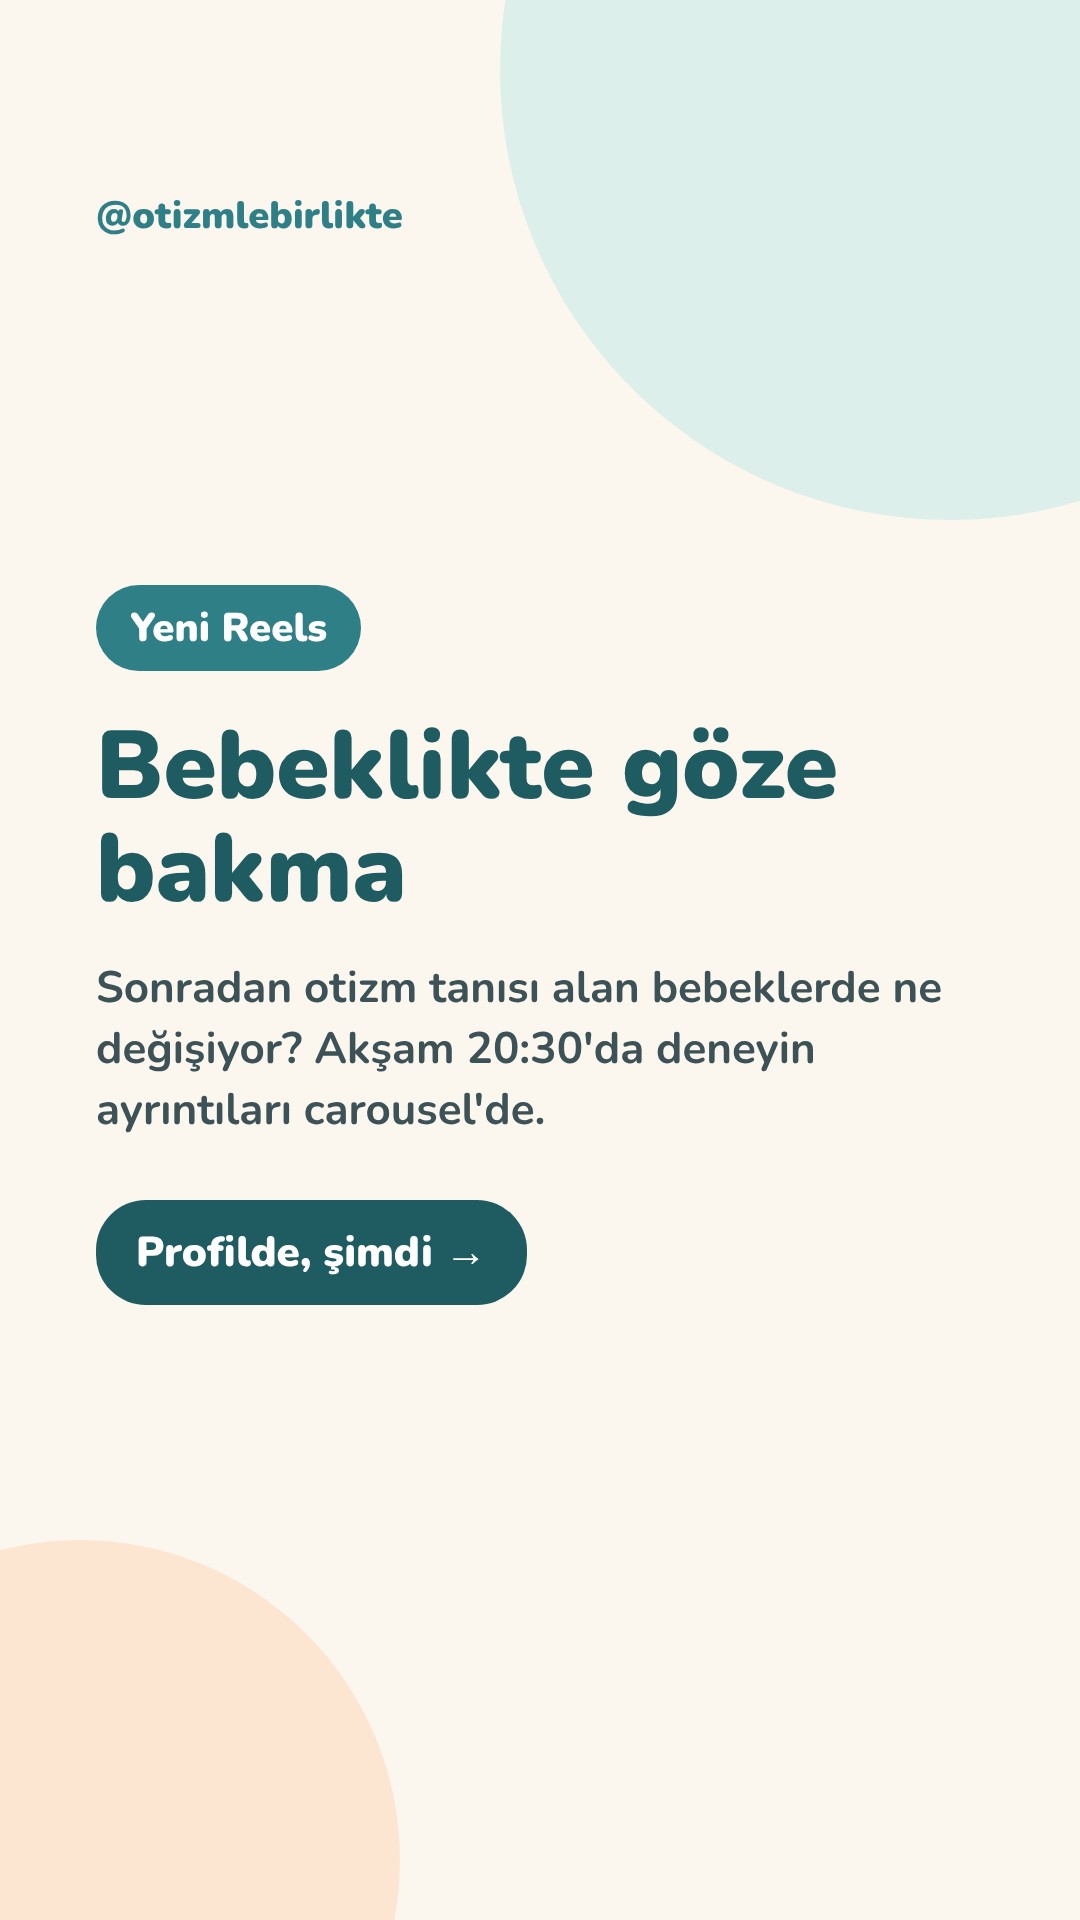 @otizmlebirlikte
Yeni Reels
Bebeklikte göze
bakma
Sonradan otizm tanısı alan bebeklerde ne
değişiyor? Akşam 20:30'da deneyin
ayrıntıları carousel'de.
Profilde, şimdi →